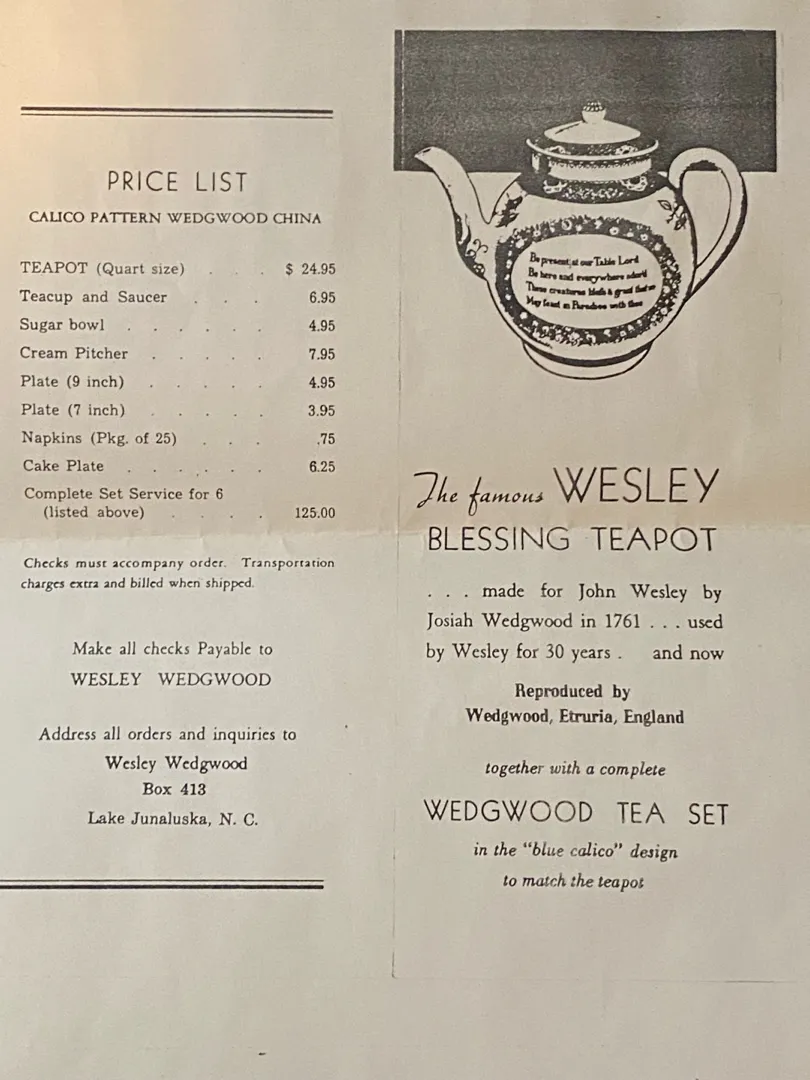 PRICE LIST
CALICO PATTERN WEDGWOOD CHINA
TEAPOT (Quart size) . . . $ 24.95
Teacup and Saucer . . . 6.95
Sugar bowl . . . . . . 4.95
Cream Pitcher . . . . . 7.95
Plate (9 inch) . . . . . 4.95
Plate (7 inch) . . . . . 3.95
Napkins (Pkg. of 25) . . . .75
Cake Plate . . . . . . 6.25
Complete Set Service for 6
(listed above) . . . . 125.00
Checks must accompany order. Transportation
charges extra and billed when shipped.
Make all checks Payable to
WESLEY WEDGWOOD
Address all orders and inquiries to
Wesley Wedgwood
Box 413
Lake Junaluska, N. C.
Be present at our Table Lord
Be here and everywhere ador'd
These creatures bless & grant that we
May feast in Paradise with thee
The famous WESLEY
BLESSING TEAPOT
. . . made for John Wesley by
Josiah Wedgwood in 1761 . . . used
by Wesley for 30 years . and now
Reproduced by
Wedgwood, Etruria, England
together with a complete
WEDGWOOD TEA SET
in the "blue calico" design
to match the teapot